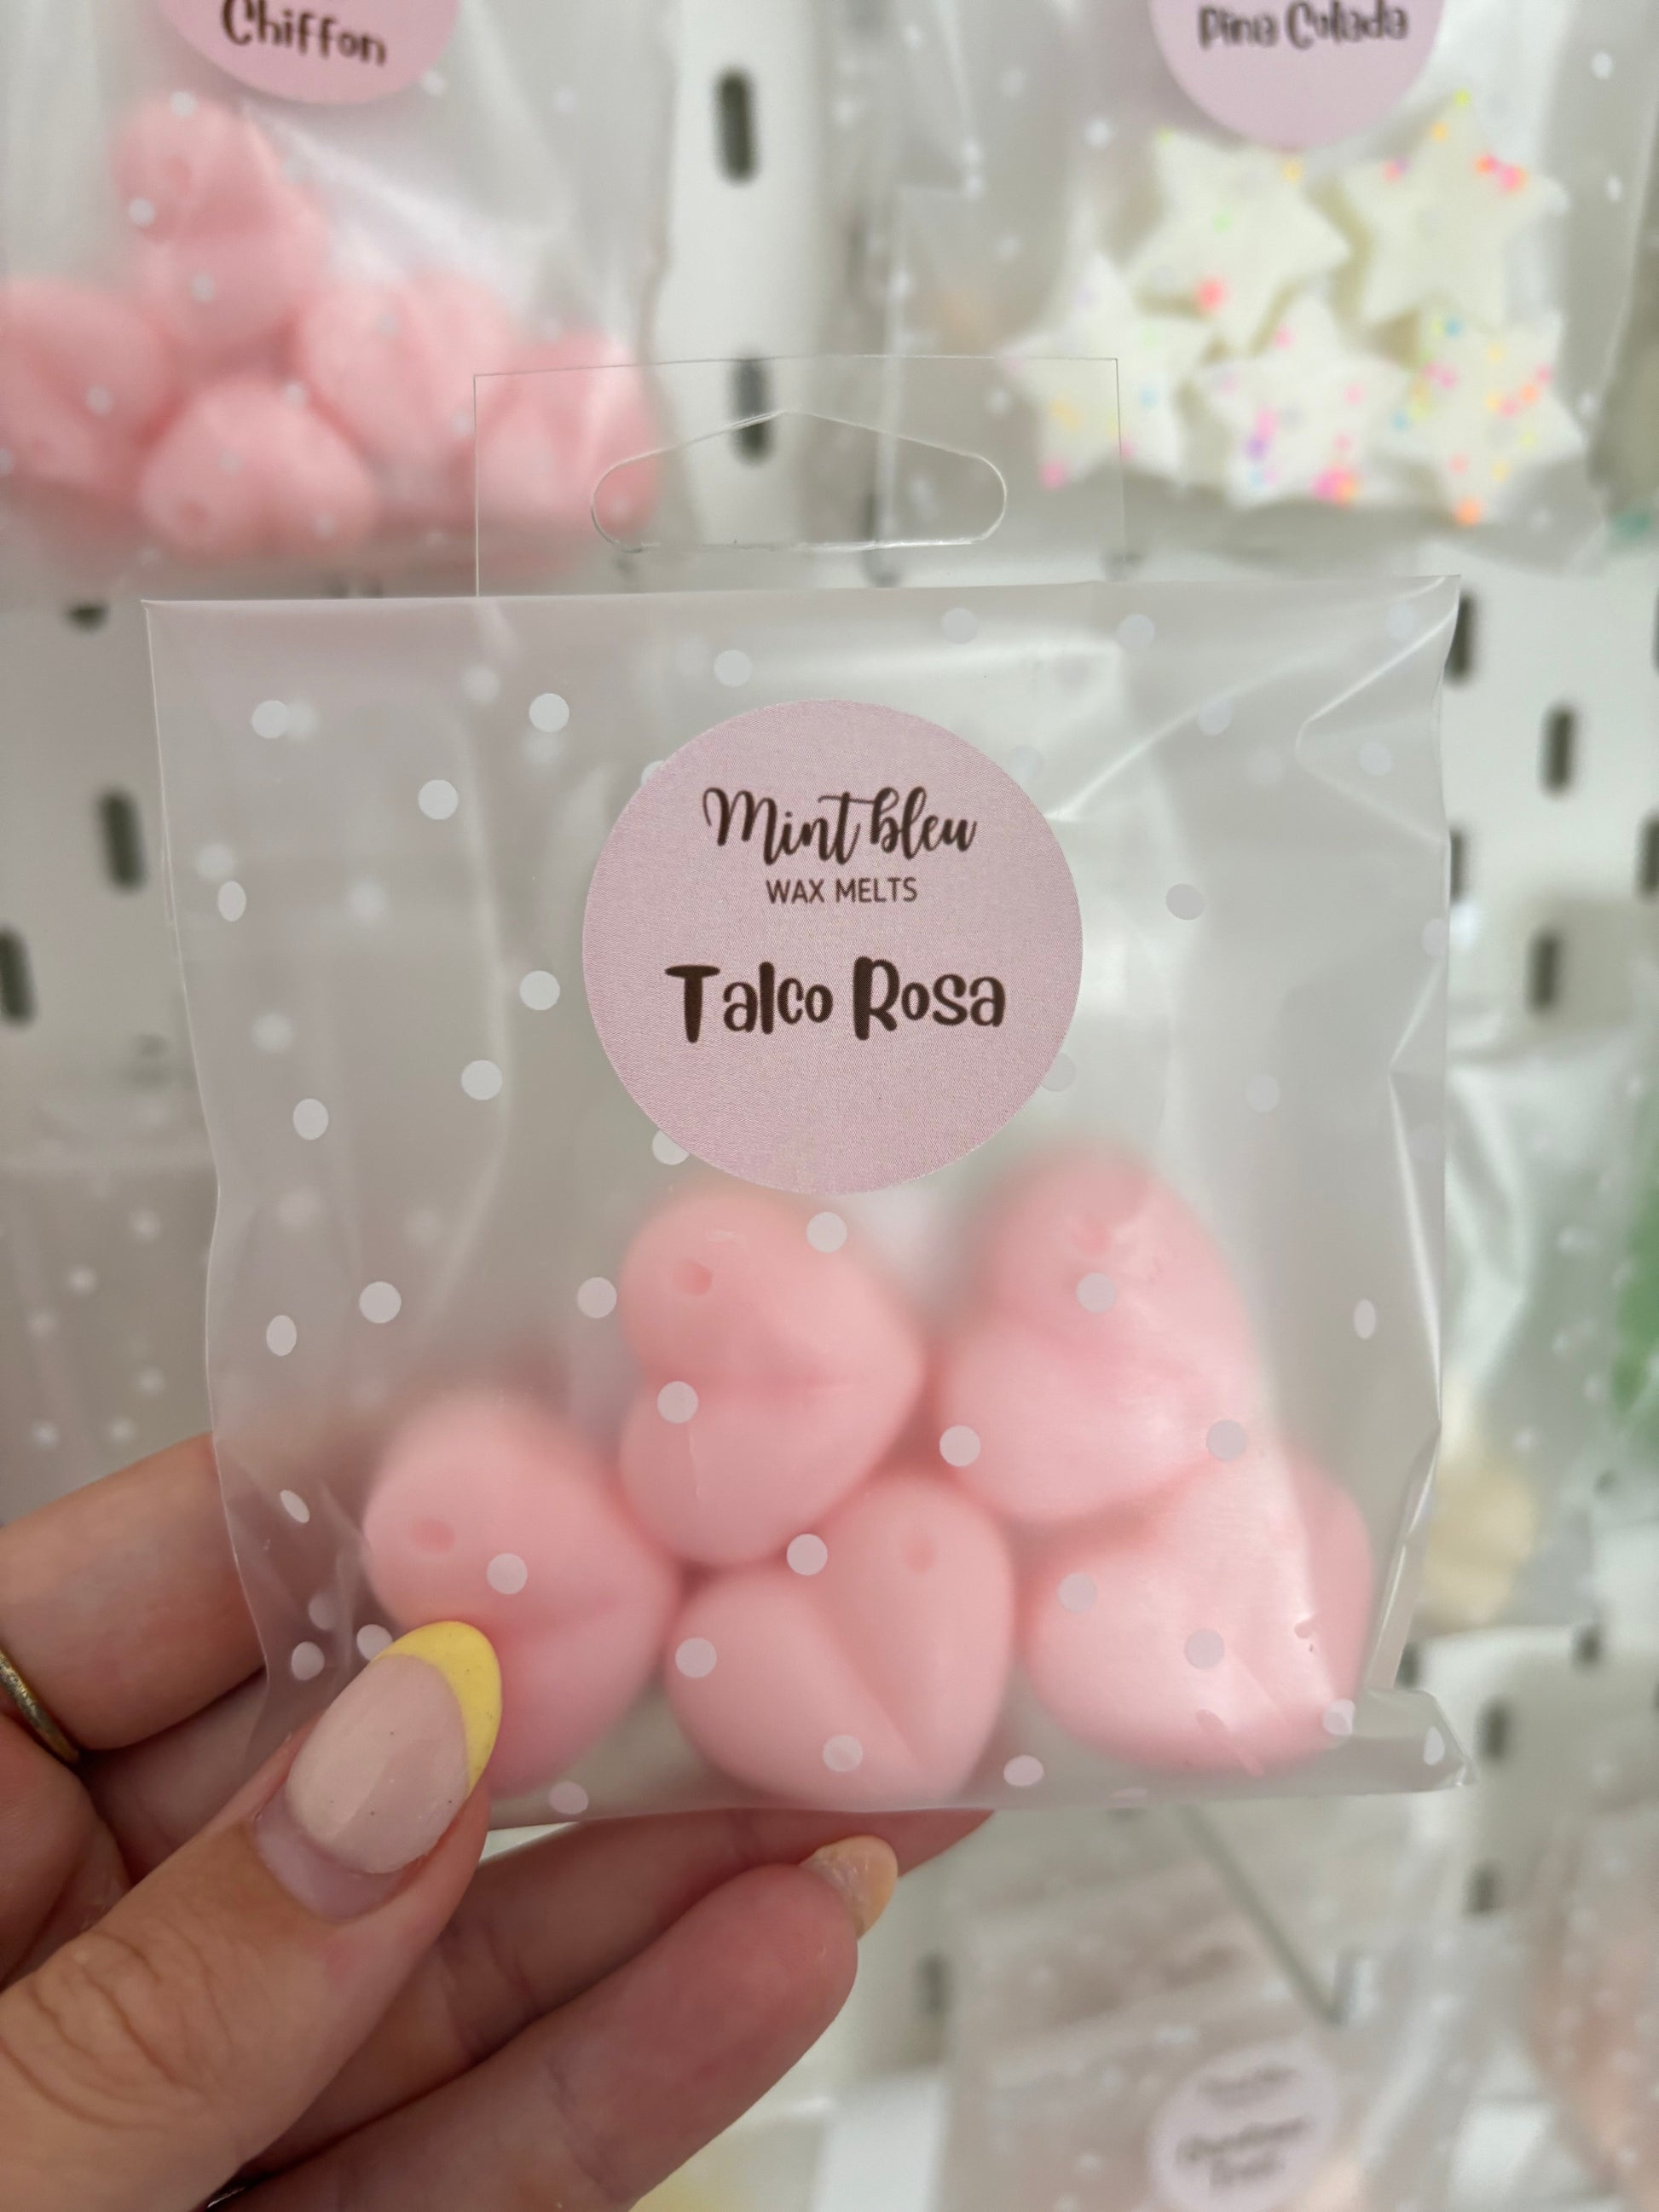 Chiffon
Pina Colada
Mint bleu
WAX MELTS
Talco Rosa